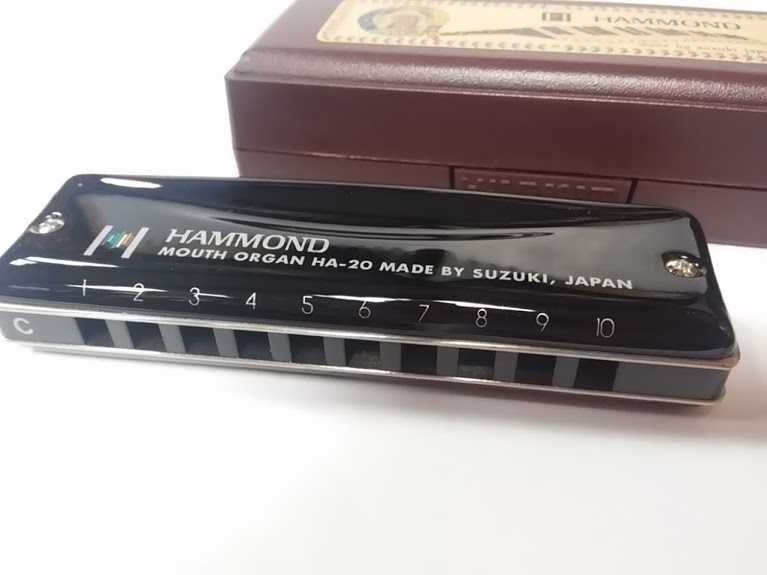 HAMMOND
HAMMOND
MOUTH ORGAN HA-20 MADE BY SUZUKI, JAPAN
1 2 3 4 5 6 7 8 9 10
C